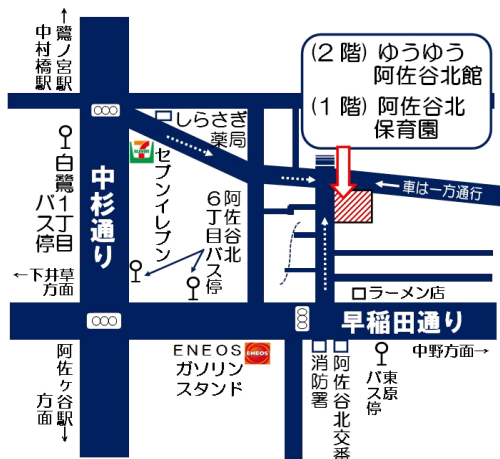 鷺ノ宮駅
中村橋駅
(2階) ゆうゆう
阿佐谷北館
(1階) 阿佐谷北
保育園
しらさぎ
薬局
7
ELEVEN
セブンイレブン
白鷺1丁目
バス停
中杉通り
阿佐谷北
6丁目バス停
←車は一方通行
←下井草
方面
ラーメン店
早稲田通り
中野方面→
ENEOS
ガソリン
スタンド
ENEOS
消防署
阿佐谷北交番
東原
バス停
阿佐ヶ谷駅
方面